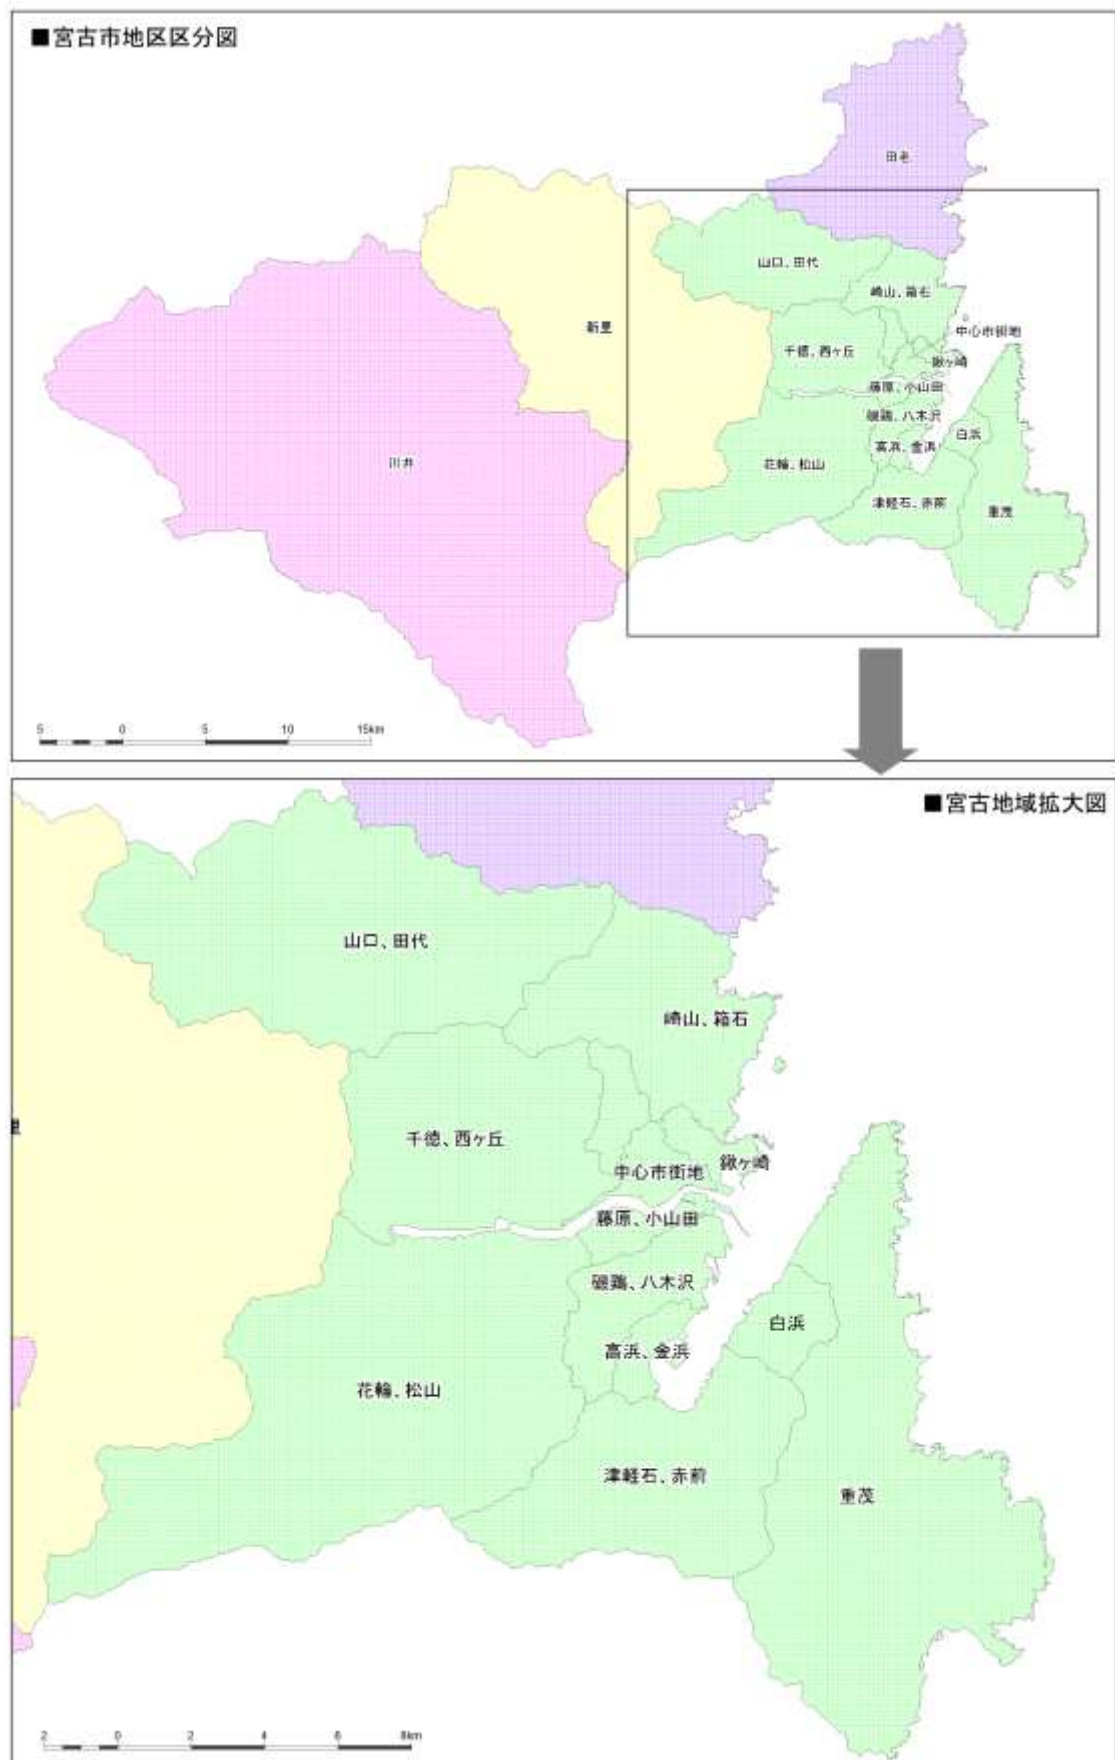 ■宮古市地区区分図
田老
山口、田代
崎山、箱石
新里
中心市街地
千徳、西ヶ丘
鍬ヶ崎
藤原、小山田
磯鶏、八木沢
白浜
高浜、金浜
川井
花輪、松山
津軽石、赤前
重茂
5 0 5 10 15km
■宮古地域拡大図
山口、田代
崎山、箱石
里
千徳、西ヶ丘
鍬ヶ崎
中心市街地
藤原、小山田
磯鶏、八木沢
白浜
高浜、金浜
花輪、松山
津軽石、赤前
重茂
2 0 2 4 6 8km